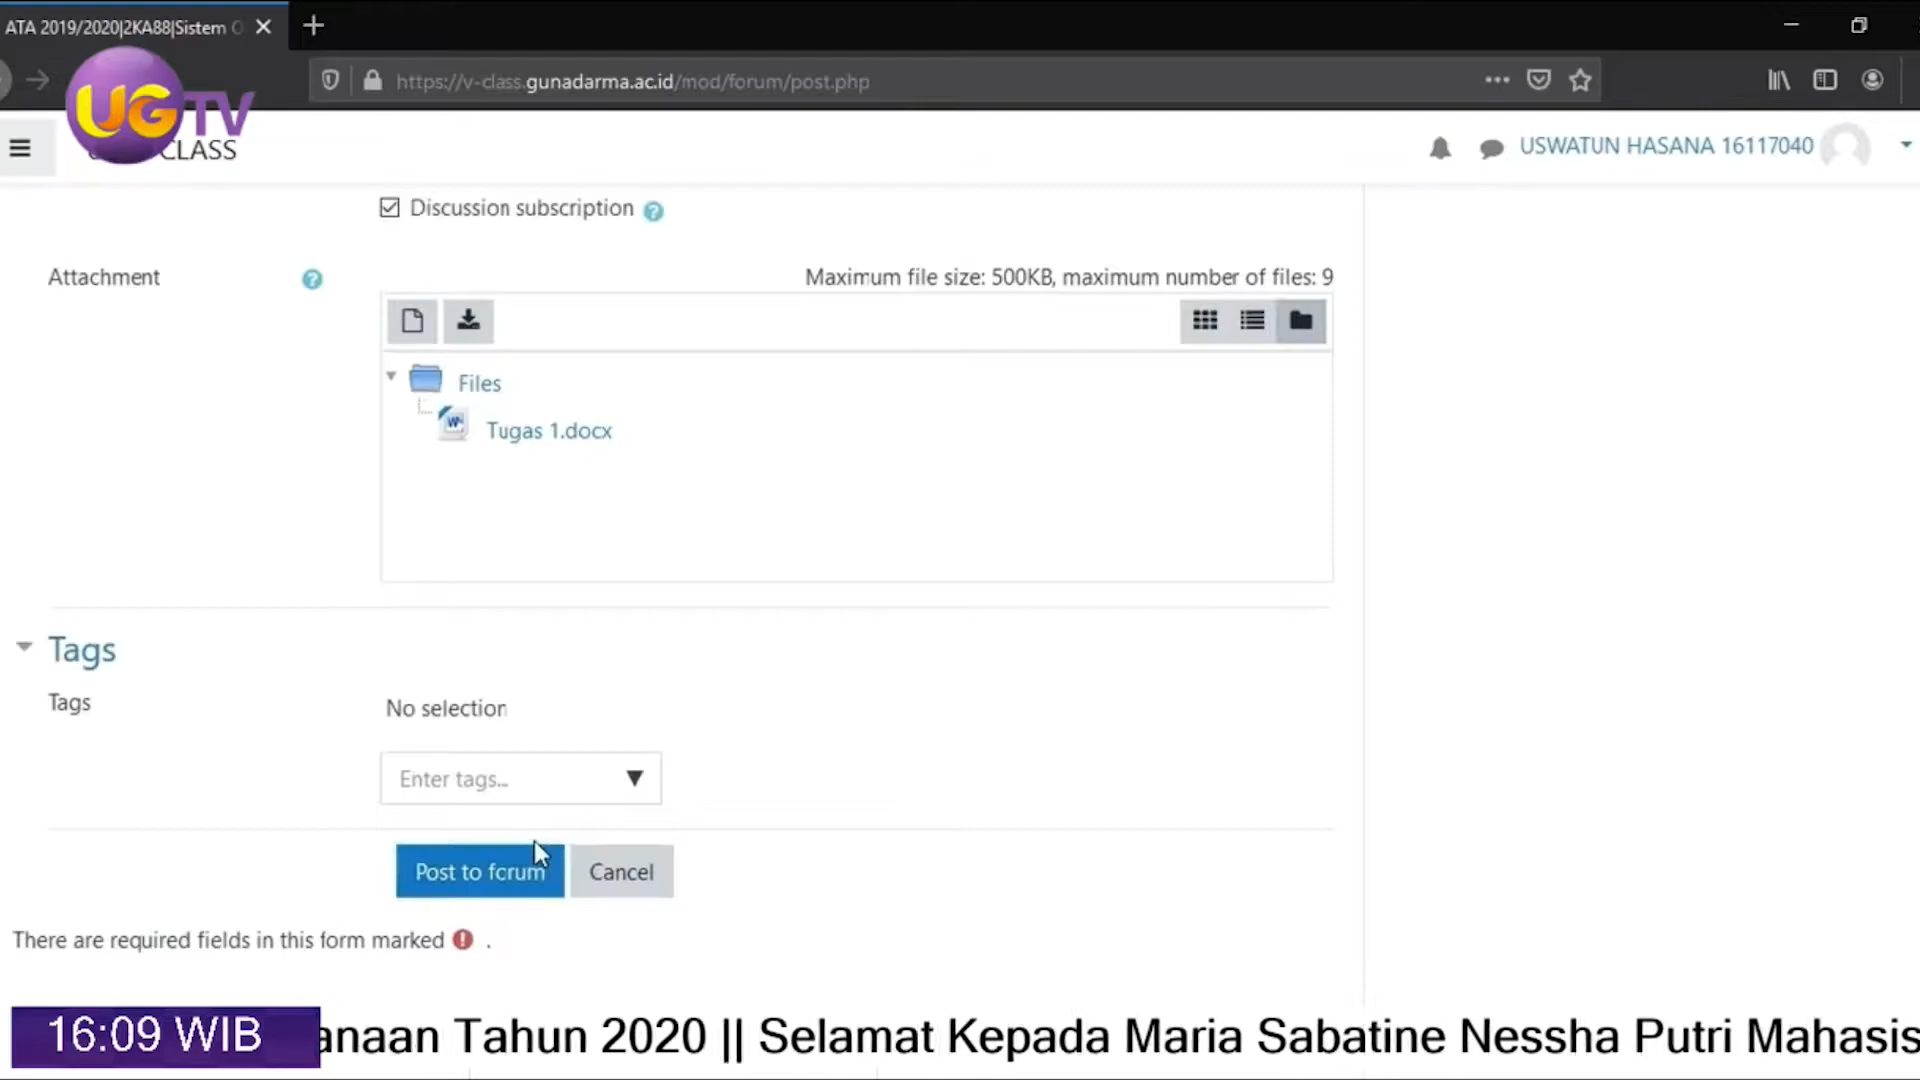 ATA 2019/2020|2KA88|Sistem O
https://v-class.gunadarma.ac.id/mod/forum/post.php
UGTV
CLASS
USWATUN HASANA 16117040
Discussion subscription
Attachment
Maximum file size: 500KB, maximum number of files: 9
Files
Tugas 1.docx
Tags
Tags
No selection
Enter tags...
Post to forum
Cancel
There are required fields in this form marked .
16:09 WIB
anaan Tahun 2020 || Selamat Kepada Maria Sabatine Nessha Putri Mahasis